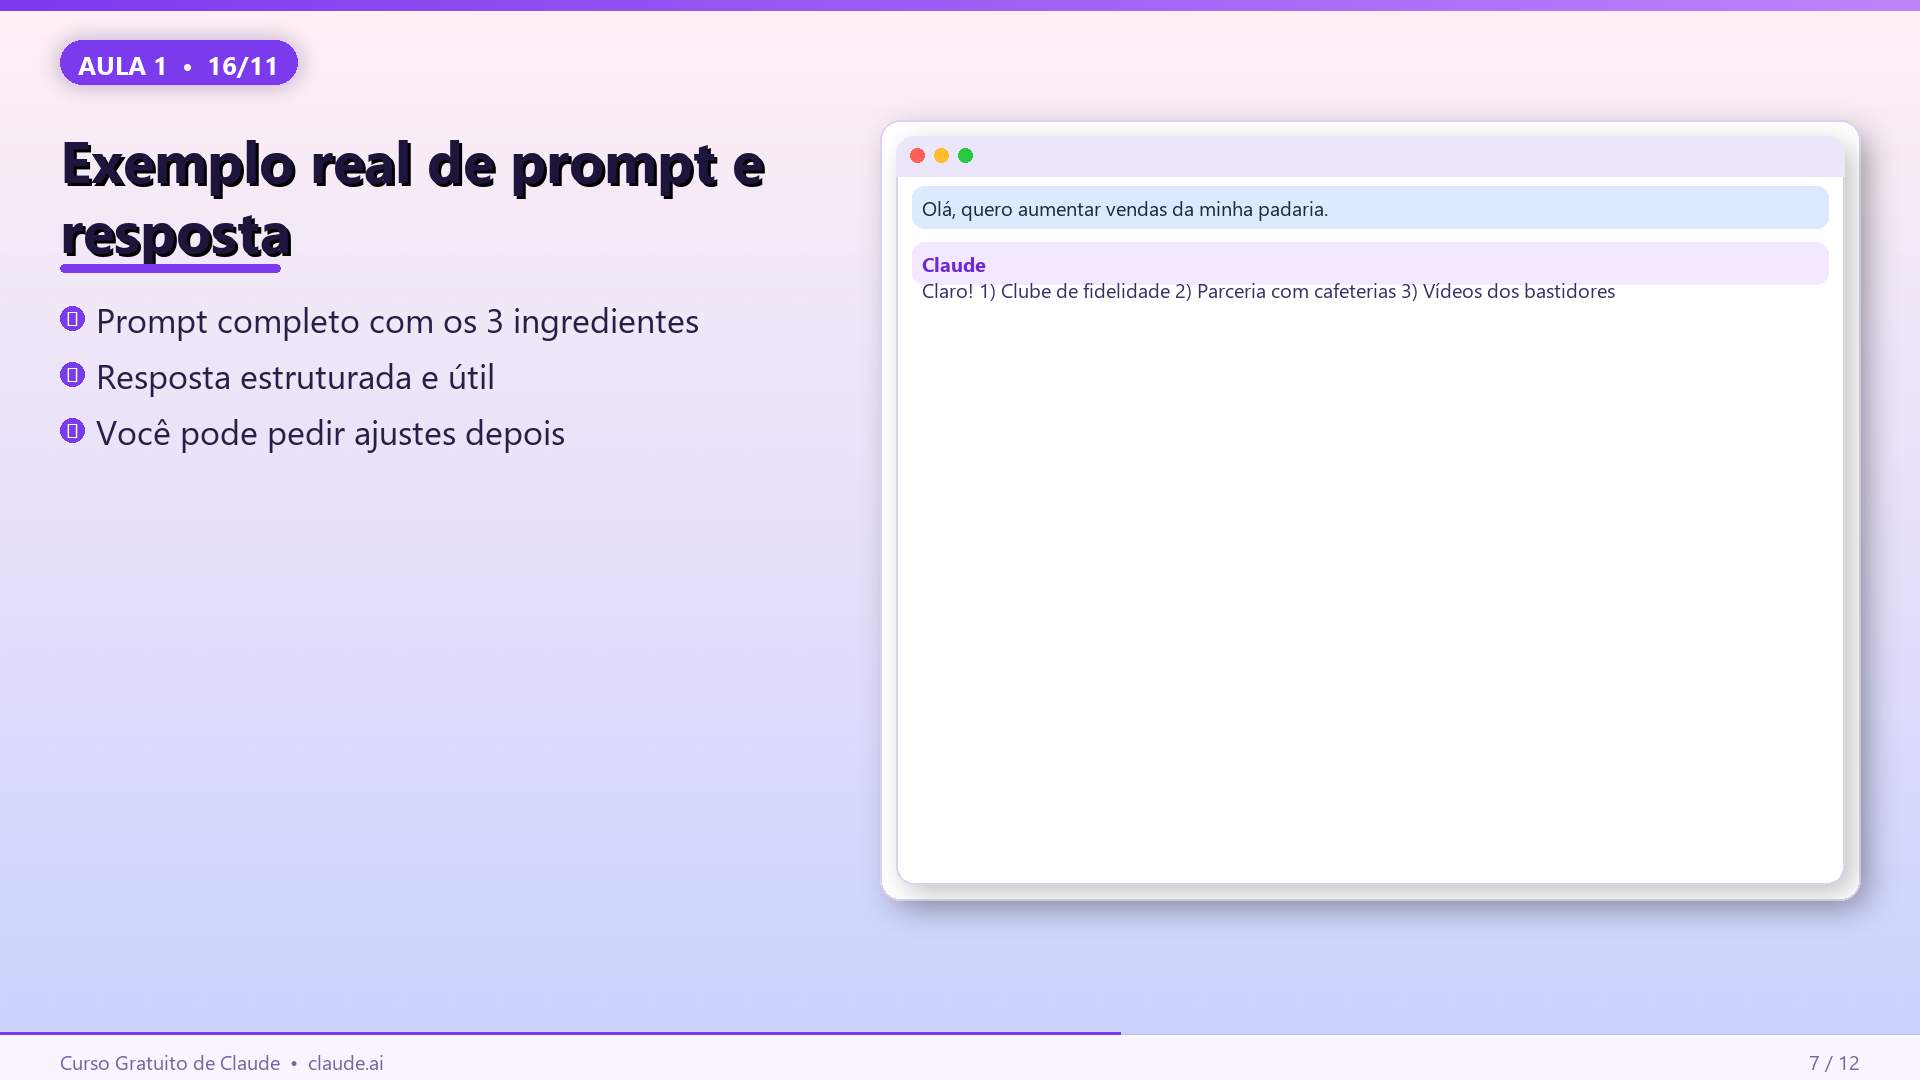 AULA 1 • 16/11
Exemplo real de prompt e
resposta
Prompt completo com os 3 ingredientes
Resposta estruturada e útil
Você pode pedir ajustes depois
Olá, quero aumentar vendas da minha padaria.
Claude
Claro! 1) Clube de fidelidade 2) Parceria com cafeterias 3) Vídeos dos bastidores
Curso Gratuito de Claude • claude.ai
7 / 12